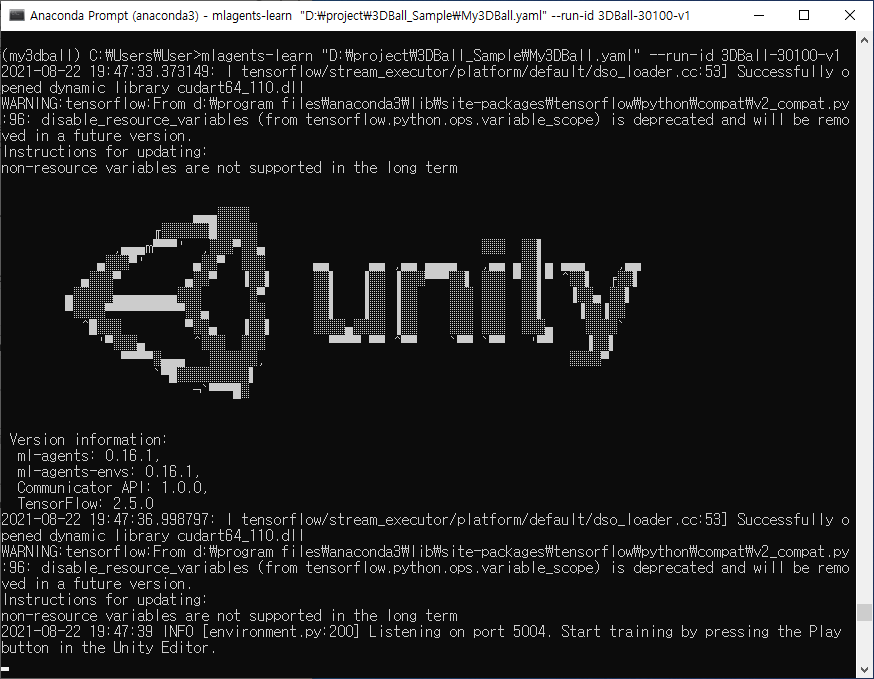 Anaconda Prompt (anaconda3) - mlagents-learn  "D:₩project₩3DBall_Sample₩My3DBall.yaml" --run-id 3DBall-30100-v1
(my3dball) C:₩Users₩User>mlagents-learn "D:₩project₩3DBall_Sample₩My3DBall.yaml" --run-id 3DBall-30100-v1
2021-08-22 19:47:33.373149: I tensorflow/stream_executor/platform/default/dso_loader.cc:53] Successfully o
pened dynamic library cudart64_110.dll
WARNING:tensorflow:From d:₩program files₩anaconda3₩lib₩site-packages₩tensorflow₩python₩compat₩v2_compat.py
:96: disable_resource_variables (from tensorflow.python.ops.variable_scope) is deprecated and will be remo
ved in a future version.
Instructions for updating:
non-resource variables are not supported in the long term
unity
Version information:
ml-agents: 0.16.1,
ml-agents-envs: 0.16.1,
Communicator API: 1.0.0,
TensorFlow: 2.5.0
2021-08-22 19:47:36.998797: I tensorflow/stream_executor/platform/default/dso_loader.cc:53] Successfully o
pened dynamic library cudart64_110.dll
WARNING:tensorflow:From d:₩program files₩anaconda3₩lib₩site-packages₩tensorflow₩python₩compat₩v2_compat.py
:96: disable_resource_variables (from tensorflow.python.ops.variable_scope) is deprecated and will be remo
ved in a future version.
Instructions for updating:
non-resource variables are not supported in the long term
2021-08-22 19:47:39 INFO [environment.py:200] Listening on port 5004. Start training by pressing the Play
button in the Unity Editor.